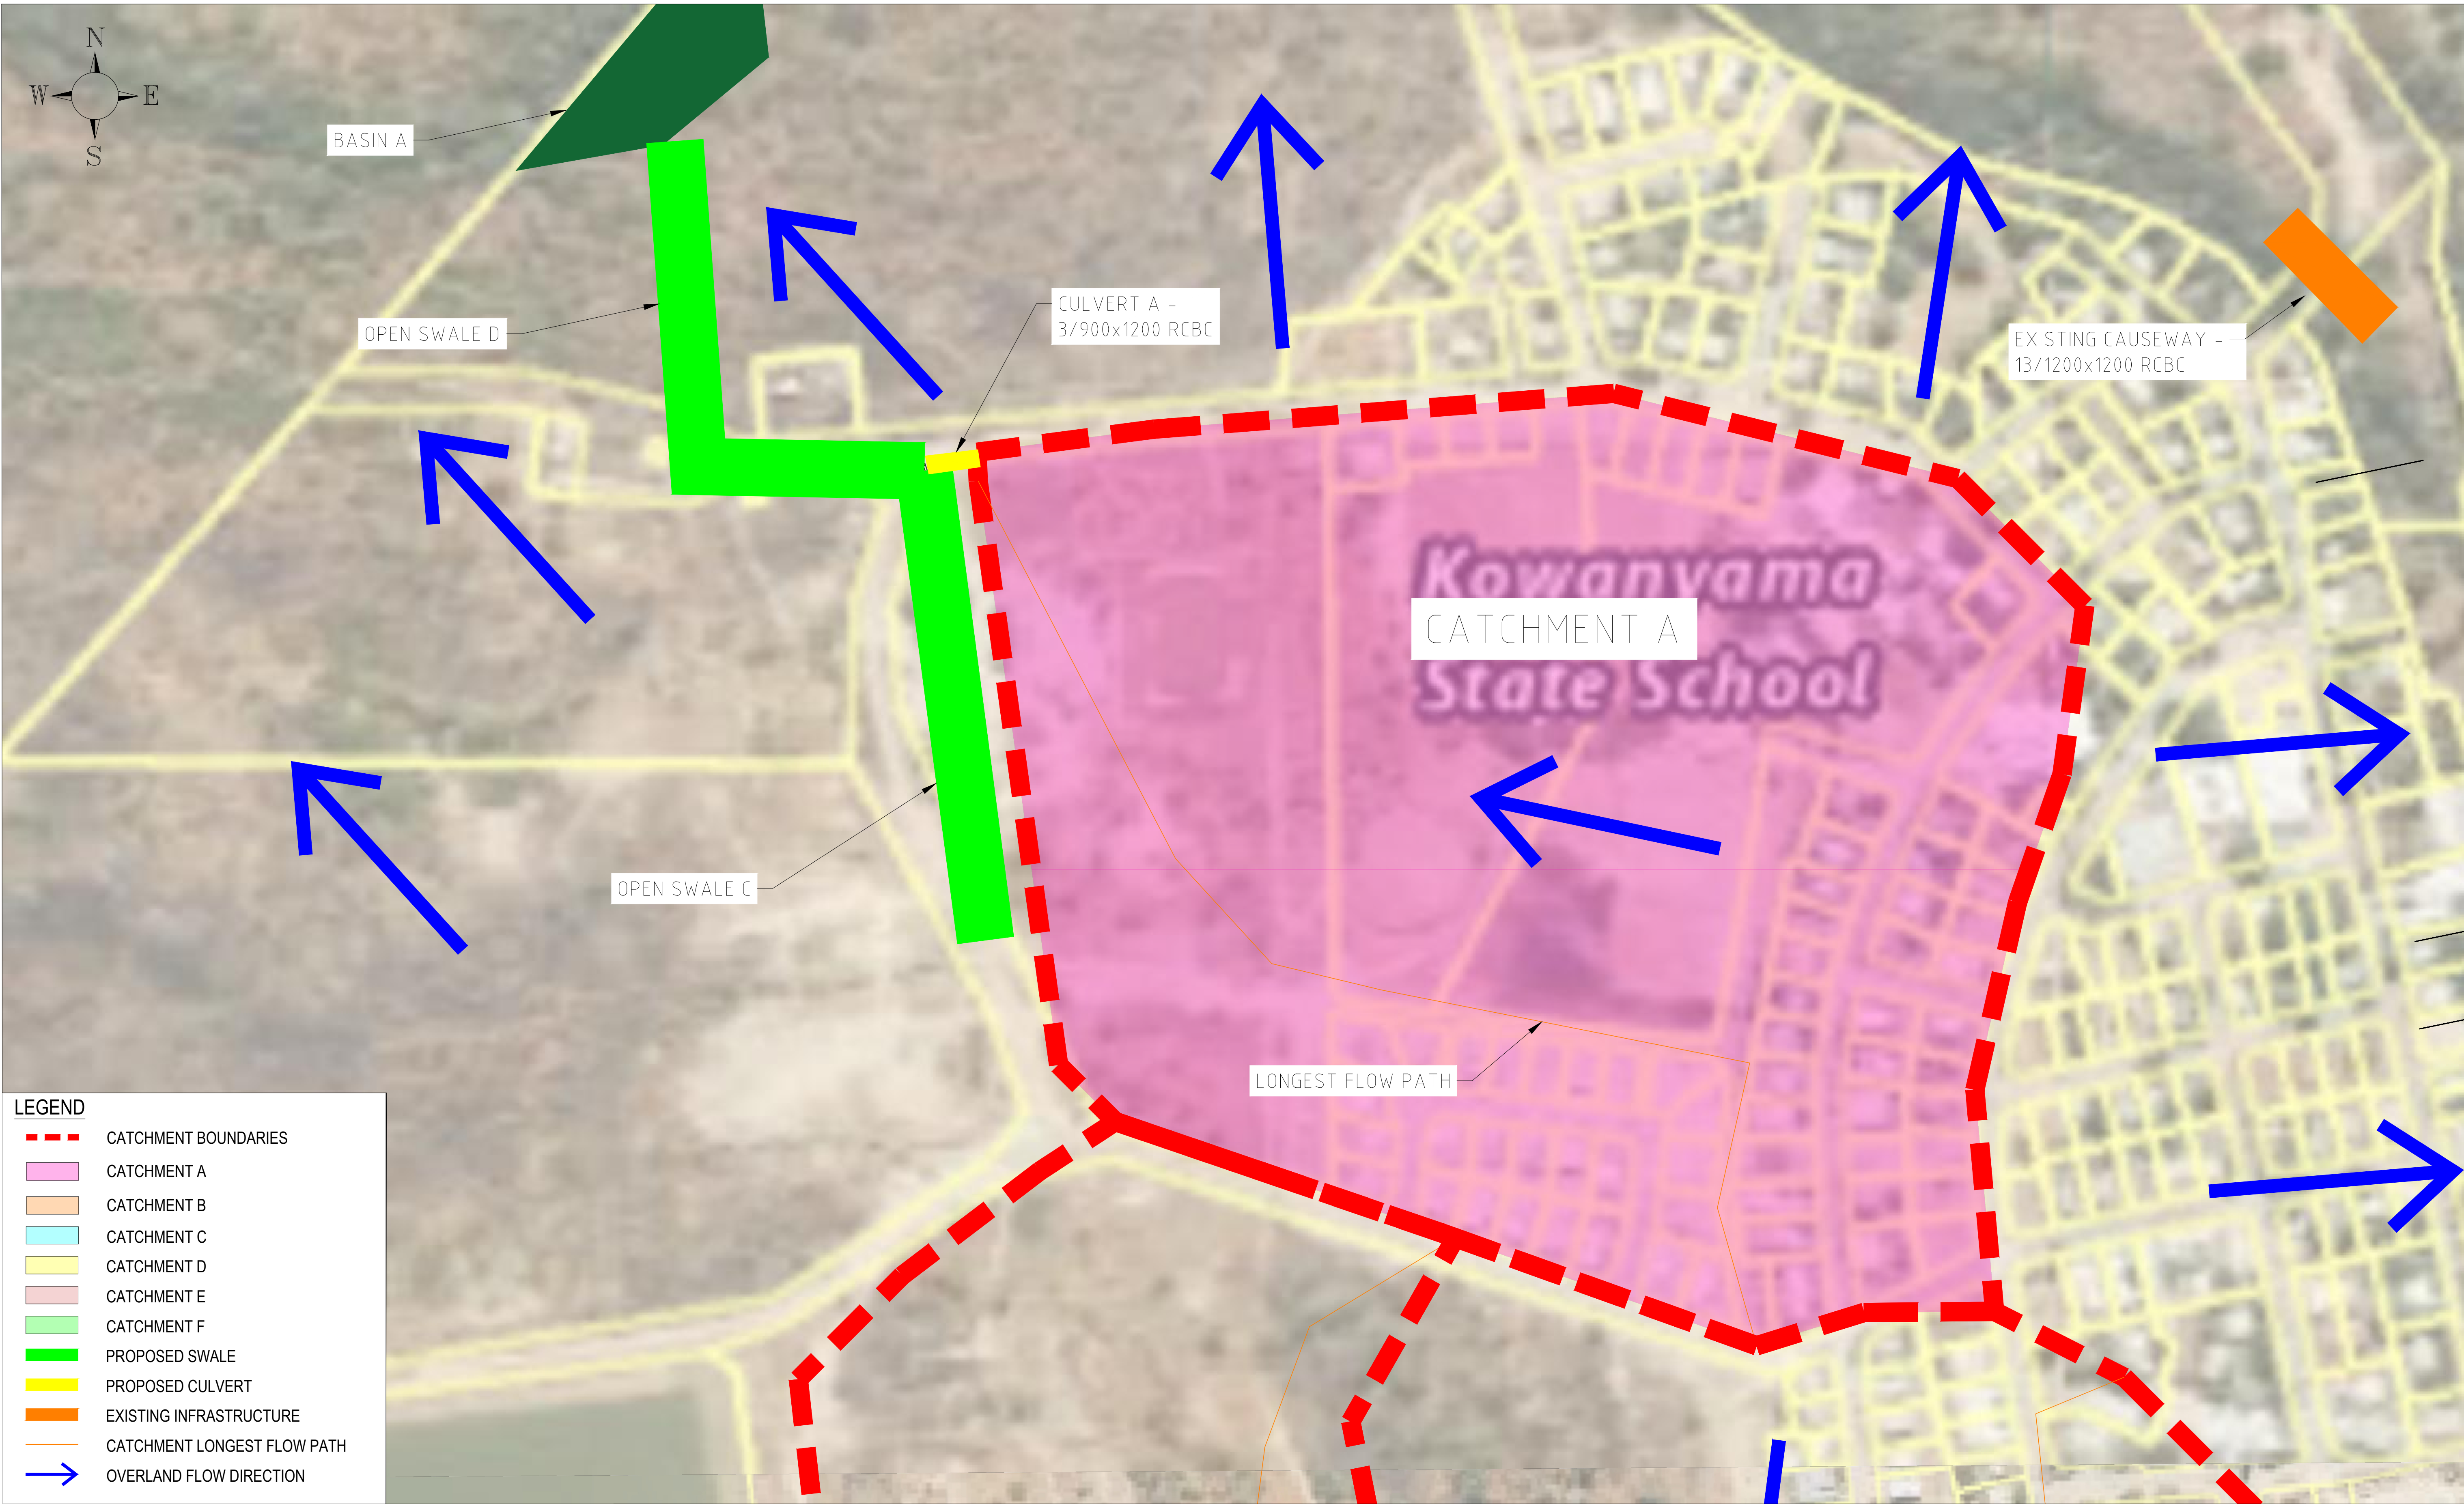 N
W E
S
BASIN A
OPEN SWALE D
CULVERT A -
3/900x1200 RCBC
EXISTING CAUSEWAY -
13/1200x1200 RCBC
Kowanyama
CATCHMENT A
State School
OPEN SWALE C
LONGEST FLOW PATH
LEGEND
CATCHMENT BOUNDARIES
CATCHMENT A
CATCHMENT B
CATCHMENT C
CATCHMENT D
CATCHMENT E
CATCHMENT F
PROPOSED SWALE
PROPOSED CULVERT
EXISTING INFRASTRUCTURE
CATCHMENT LONGEST FLOW PATH
OVERLAND FLOW DIRECTION